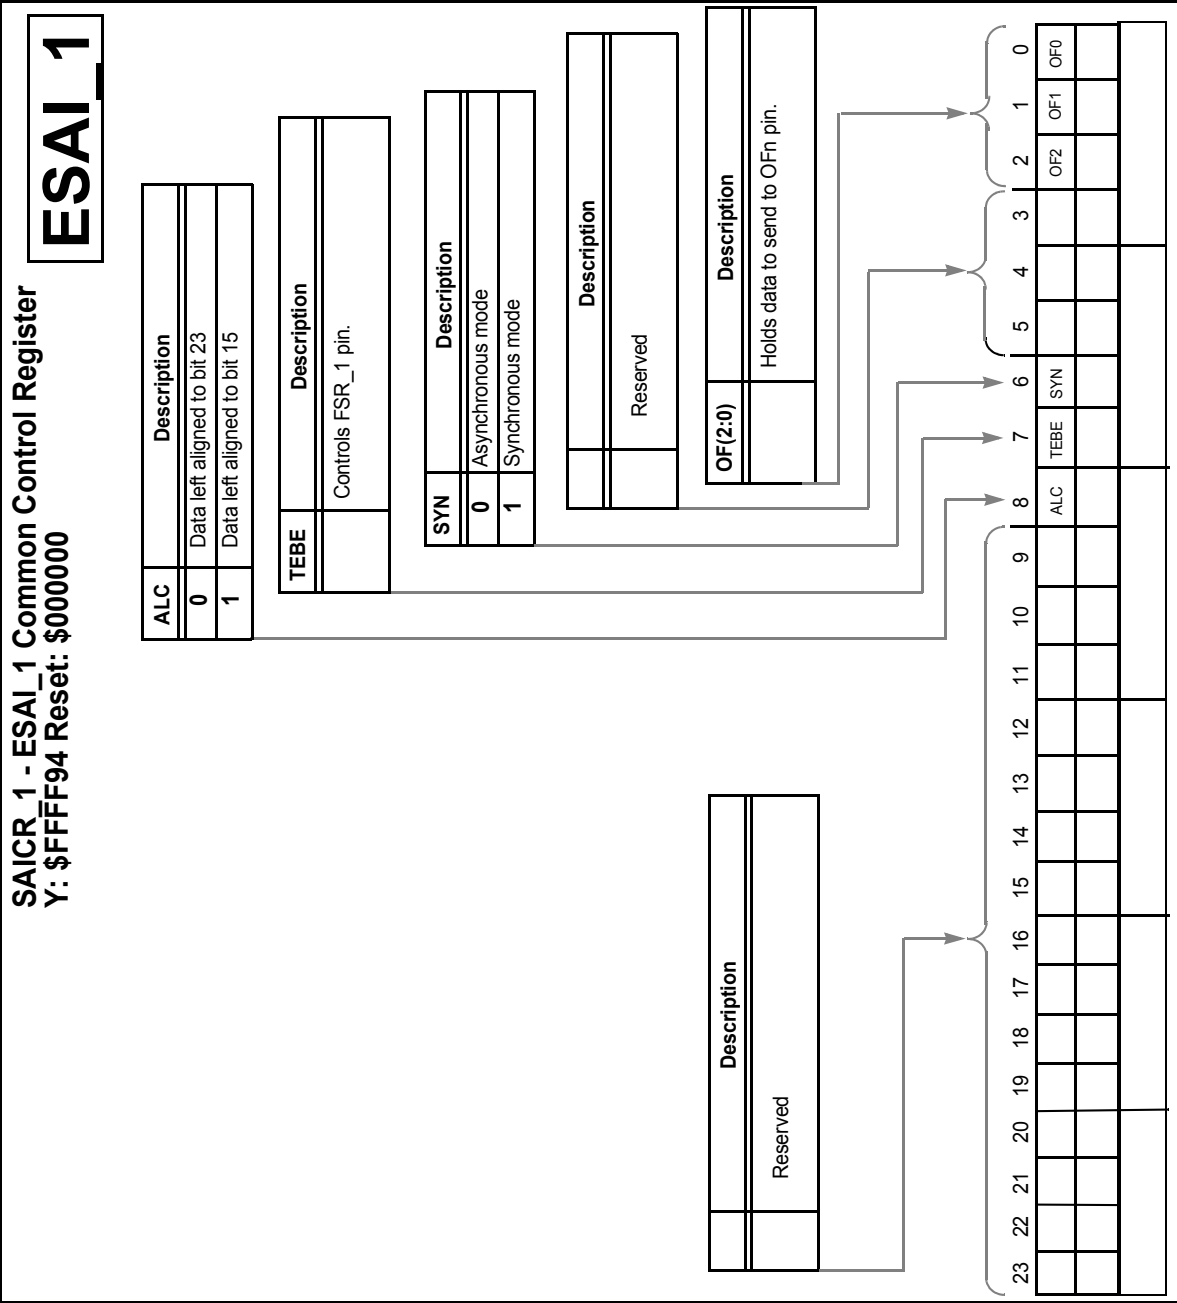 SAICR_1 - ESAI_1 Common Control Register
Y: $FFFF94 Reset: $000000
ESAI_1
ALC Description
0 Data left aligned to bit 23
1 Data left aligned to bit 15
TEBE Description
Controls FSR_1 pin.
SYN Description
0 Asynchronous mode
1 Synchronous mode
Description
Reserved
OF(2:0) Description
Holds data to send to OFn pin.
Description
Reserved
23 22 21 20 19 18 17 16 15 14 13 12 11 10 9 8 7 6 5 4 3 2 1 0
ALC TEBE SYN OF2 OF1 OF0